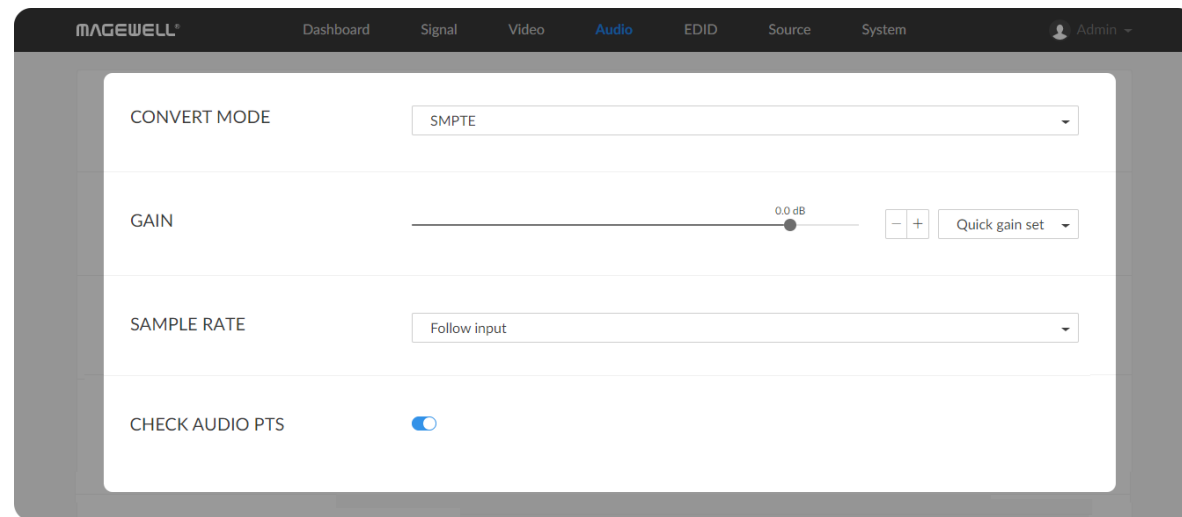 MAGEWELL® Dashboard Signal Video Audio EDID Source System Admin
CONVERT MODE SMPTE
0.0 dB
GAIN − + Quick gain set
SAMPLE RATE Follow input
CHECK AUDIO PTS